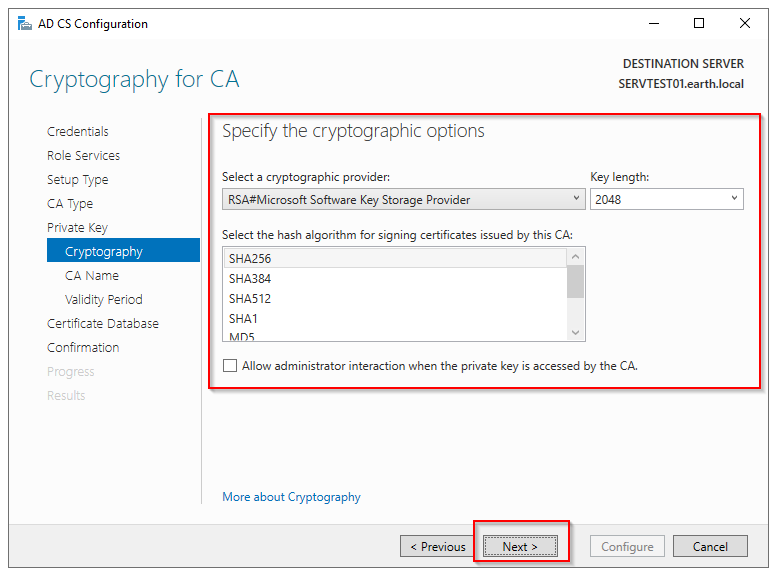 AD CS Configuration
Cryptography for CA
DESTINATION SERVER
SERVTEST01.earth.local
Credentials
Role Services
Setup Type
CA Type
Private Key
Cryptography
CA Name
Validity Period
Certificate Database
Confirmation
Progress
Results
Specify the cryptographic options
Select a cryptographic provider:
Key length:
RSA#Microsoft Software Key Storage Provider
2048
Select the hash algorithm for signing certificates issued by this CA:
SHA256
SHA384
SHA512
SHA1
MD5
Allow administrator interaction when the private key is accessed by the CA.
More about Cryptography
< Previous
Next >
Configure
Cancel